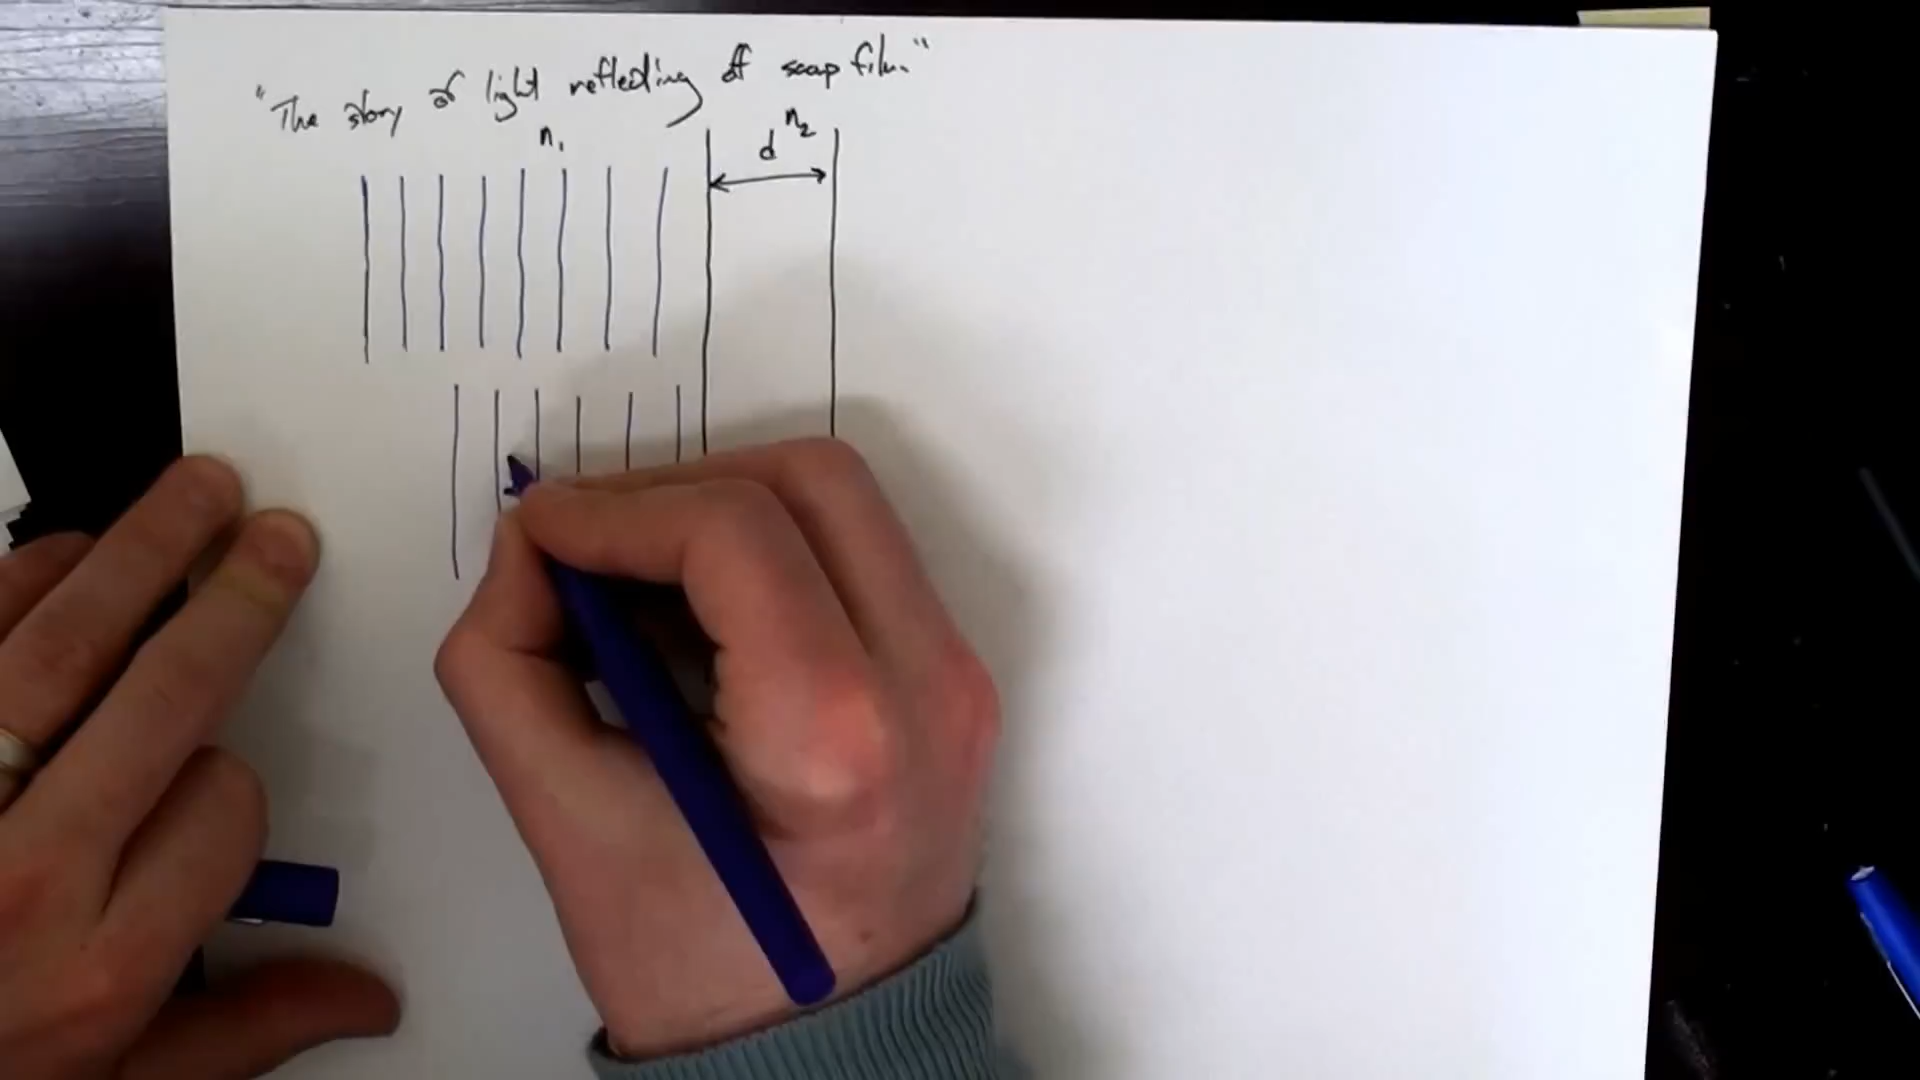 "The story of light reflecting off soap film."
n₁
n₂
d